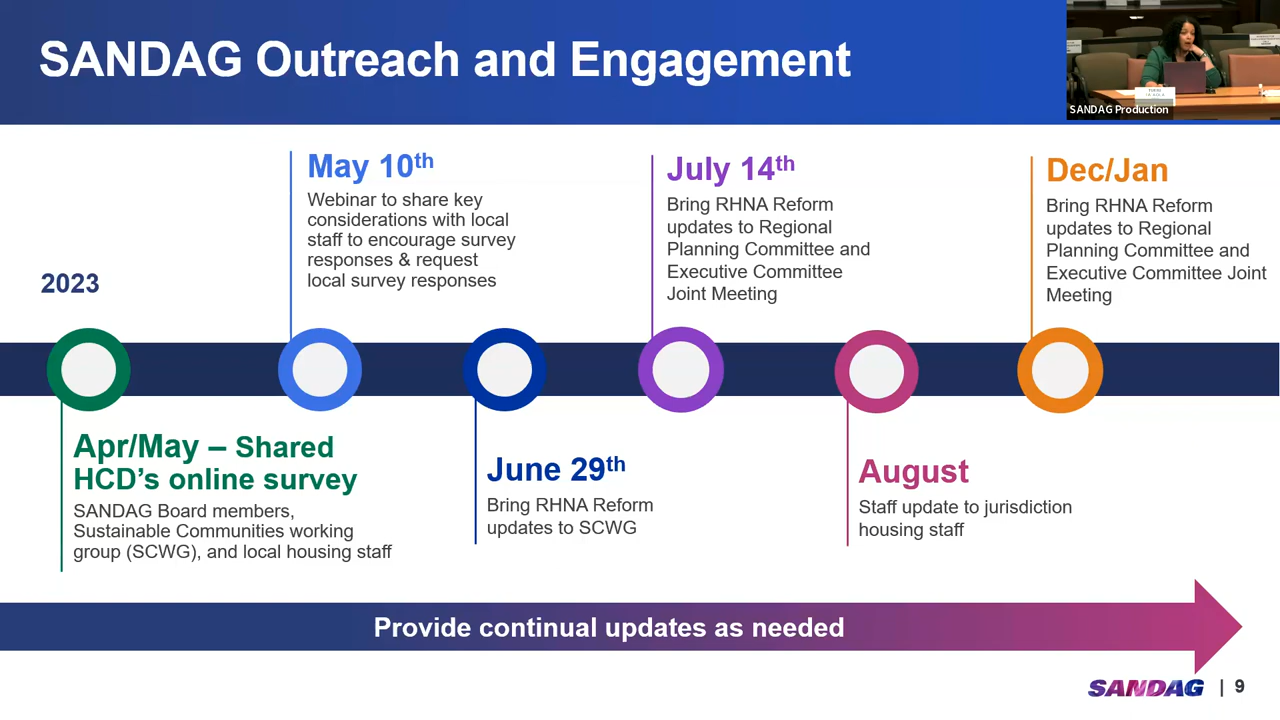 SANDAG Outreach and Engagement
SANDAG Production
2023
May 10th
Webinar to share key
considerations with local
staff to encourage survey
responses & request
local survey responses
July 14th
Bring RHNA Reform
updates to Regional
Planning Committee and
Executive Committee
Joint Meeting
Dec/Jan
Bring RHNA Reform
updates to Regional
Planning Committee and
Executive Committee Joint
Meeting
Apr/May – Shared
HCD's online survey
SANDAG Board members,
Sustainable Communities working
group (SCWG), and local housing staff
June 29th
Bring RHNA Reform
updates to SCWG
August
Staff update to jurisdiction
housing staff
Provide continual updates as needed
SANDAG | 9